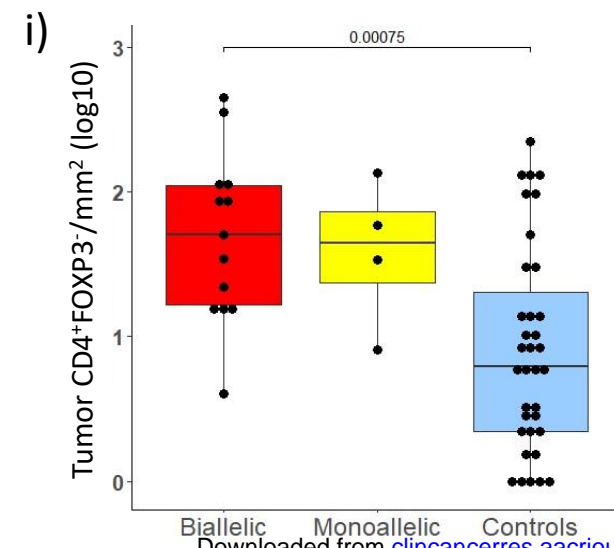 i)
0.00075
Tumor CD4⁺FOXP3⁻/mm² (log10)
3
2
1
0
Biallelic Monoallelic Controls
Downloaded from